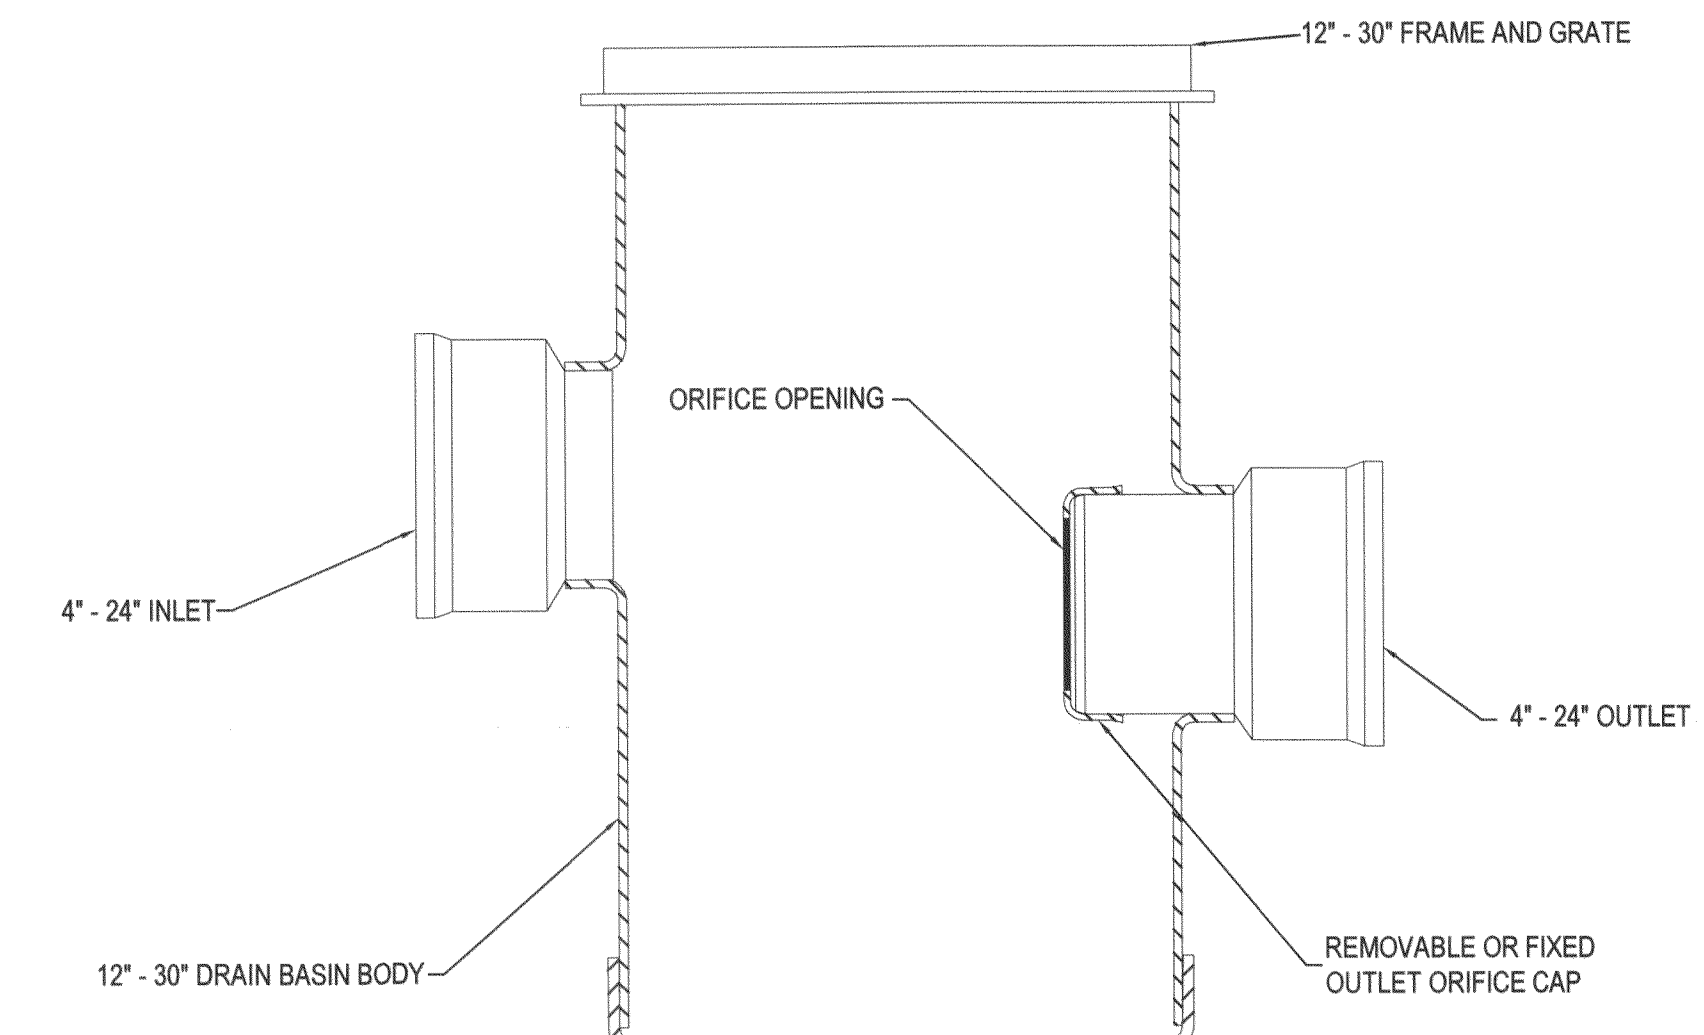 12" - 30" FRAME AND GRATE
ORIFICE OPENING
4" - 24" INLET
4" - 24" OUTLET
12" - 30" DRAIN BASIN BODY
REMOVABLE OR FIXED
OUTLET ORIFICE CAP